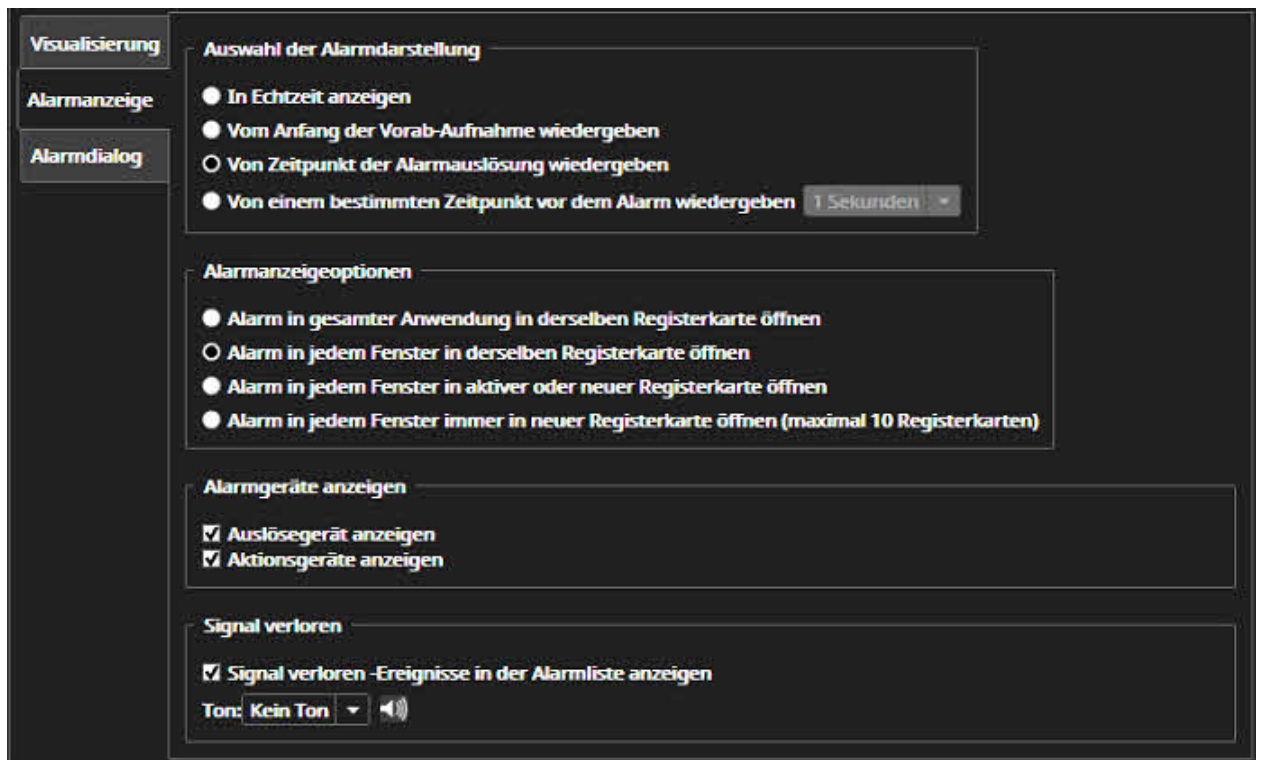 Visualisierung
Alarmanzeige
Alarmdialog
Auswahl der Alarmdarstellung
In Echtzeit anzeigen
Vom Anfang der Vorab-Aufnahme wiedergeben
Von Zeitpunkt der Alarmauslösung wiedergeben
Von einem bestimmten Zeitpunkt vor dem Alarm wiedergeben 1 Sekunden
Alarmanzeigeoptionen
Alarm in gesamter Anwendung in derselben Registerkarte öffnen
Alarm in jedem Fenster in derselben Registerkarte öffnen
Alarm in jedem Fenster in aktiver oder neuer Registerkarte öffnen
Alarm in jedem Fenster immer in neuer Registerkarte öffnen (maximal 10 Registerkarten)
Alarmgeräte anzeigen
Auslösegerät anzeigen
Aktionsgeräte anzeigen
Signal verloren
Signal verloren -Ereignisse in der Alarmliste anzeigen
Ton: Kein Ton